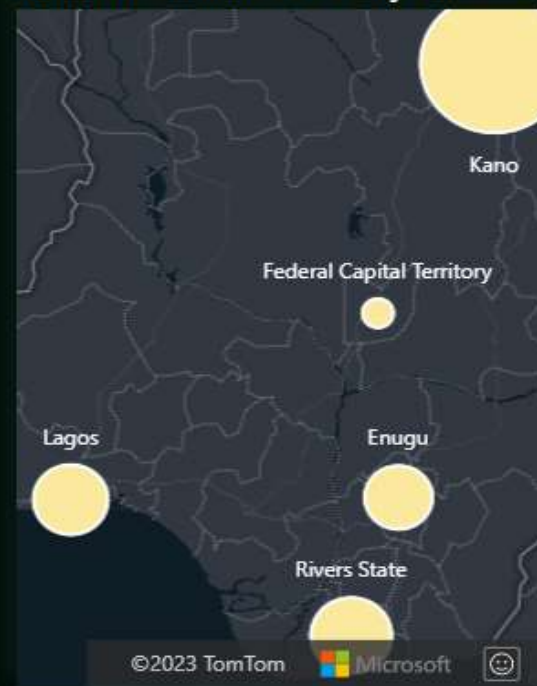 Kano
Federal Capital Territory
Lagos
Enugu
Rivers State
©2023 TomTom
Microsoft